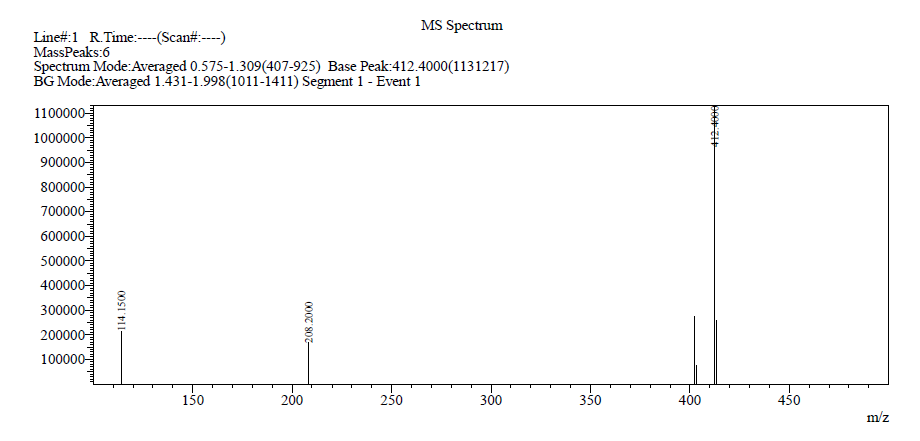 MS Spectrum
Line#:1 R.Time:----(Scan#:----)
MassPeaks:6
Spectrum Mode:Averaged 0.575-1.309(407-925) Base Peak:412.4000(1131217)
BG Mode:Averaged 1.431-1.998(1011-1411) Segment 1 - Event 1
1100000
1000000
900000
800000
700000
600000
500000
400000
300000
200000
100000
114.1500
208.2000
412.4000
150 200 250 300 350 400 450
m/z